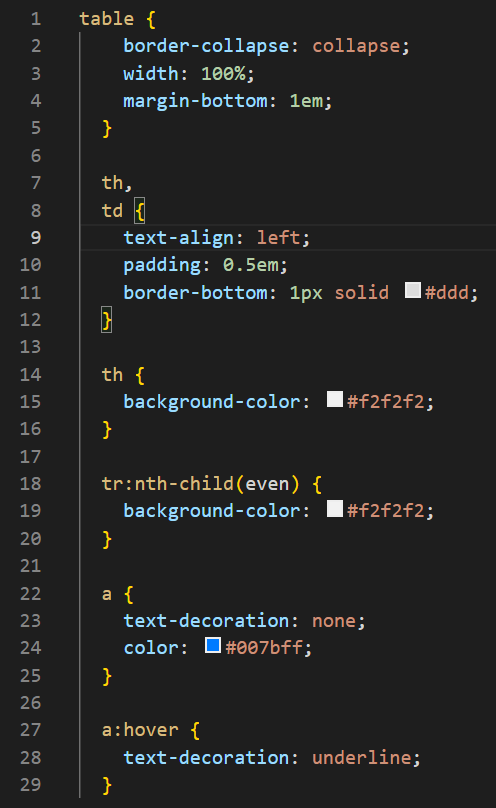 1 table {
2 border-collapse: collapse;
3 width: 100%;
4 margin-bottom: 1em;
5 }
6
7 th,
8 td {
9 text-align: left;
10 padding: 0.5em;
11 border-bottom: 1px solid #ddd;
12 }
13
14 th {
15 background-color: #f2f2f2;
16 }
17
18 tr:nth-child(even) {
19 background-color: #f2f2f2;
20 }
21
22 a {
23 text-decoration: none;
24 color: #007bff;
25 }
26
27 a:hover {
28 text-decoration: underline;
29 }